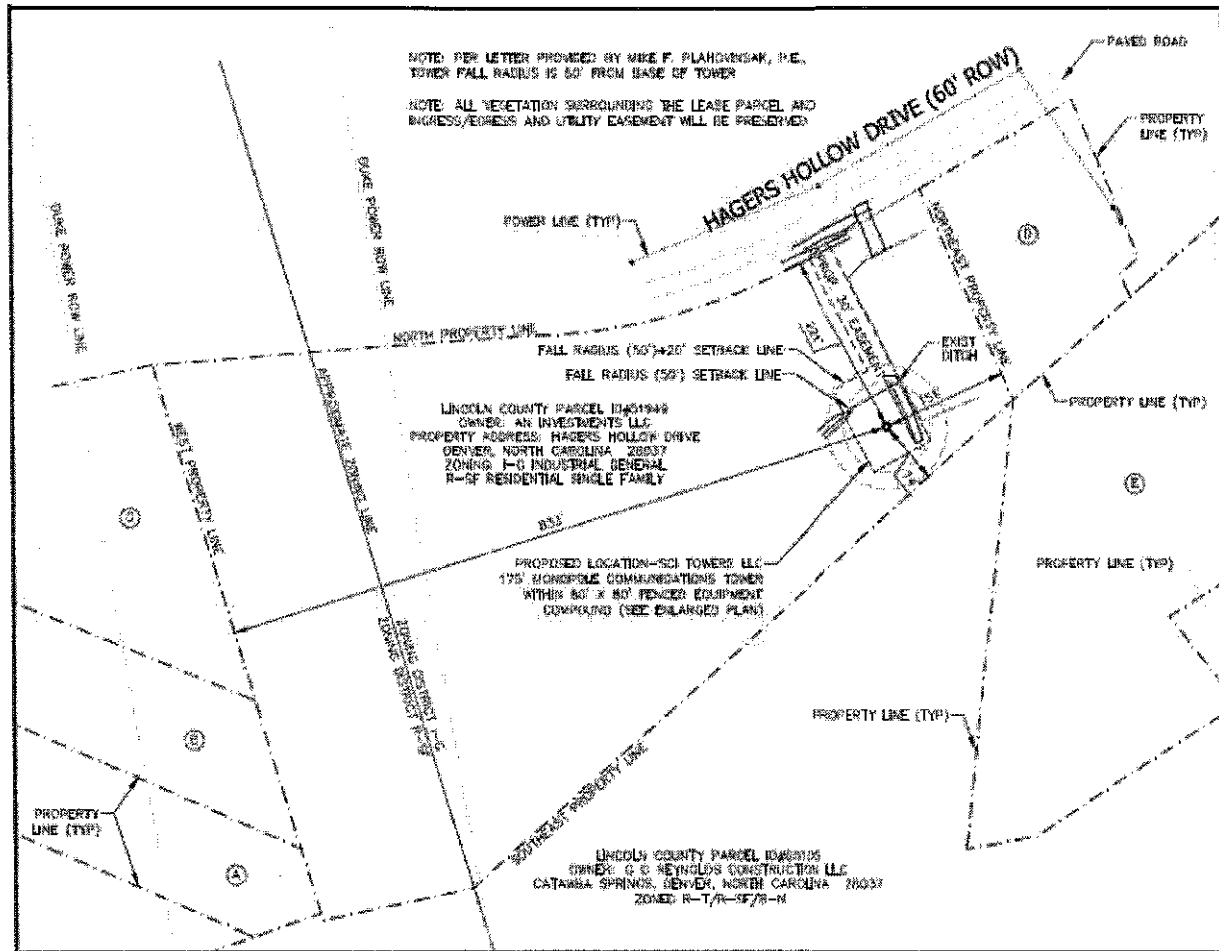 NOTE: PER LETTER PROVIDED BY MIKE F. PLAHOVINSAK, P.E.,
TOWER FALL RADIUS IS 50' FROM BASE OF TOWER
NOTE: ALL VEGETATION SURROUNDING THE LEASE PARCEL AND
INGRESS/EGRESS AND UTILITY EASEMENT WILL BE PRESERVED
PAVED ROAD
HAGERS HOLLOW DRIVE (60' ROW)
PROPERTY
LINE (TYP)
DUKE POWER ROW LINE
DUKE POWER ROW LINE
POWER LINE (TYP)
NORTHEAST PROPERTY LINE
D
PROP. 30' EASEMENT
NORTH PROPERTY LINE
FALL RADIUS (50')+20' SETBACK LINE
EXIST
DITCH
FALL RADIUS (50') SETBACK LINE
PROPERTY LINE (TYP)
WEST PROPERTY LINE
APPROXIMATE ZONING LINE
LINCOLN COUNTY PARCEL ID#51949
OWNER: AN INVESTMENTS LLC
PROPERTY ADDRESS: HAGERS HOLLOW DRIVE
DENVER, NORTH CAROLINA 28037
ZONING: I-G INDUSTRIAL GENERAL
R-SF RESIDENTIAL SINGLE FAMILY
E
PROPOSED LOCATION-SCI TOWERS LLC
175' MONOPOLE COMMUNICATIONS TOWER
WITHIN 80' X 80' FENCED EQUIPMENT
COMPOUND (SEE ENLARGED PLAN)
PROPERTY LINE (TYP)
ZONING DISTRICT I-G
ZONING DISTRICT
PROPERTY LINE (TYP)
B
SOUTHEAST PROPERTY LINE
PROPERTY
LINE (TYP)
A
LINCOLN COUNTY PARCEL
OWNER: G D REYNOLDS CONSTRUCTION LLC
CATAWBA SPRINGS, DENVER, NORTH CAROLINA 28037
ZONED R-T/R-SF/B-N